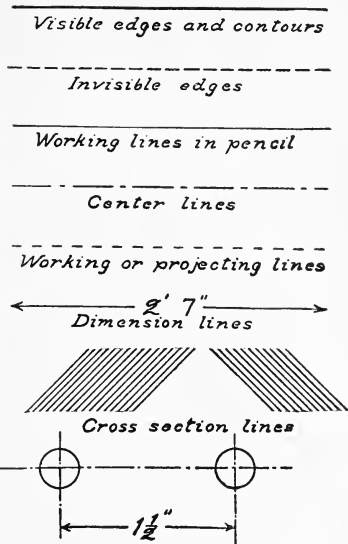 Visible edges and contours
Invisible edges
Working lines in pencil
Center lines
Working or projecting lines
2' 7"
Dimension lines
Cross section lines
1½"